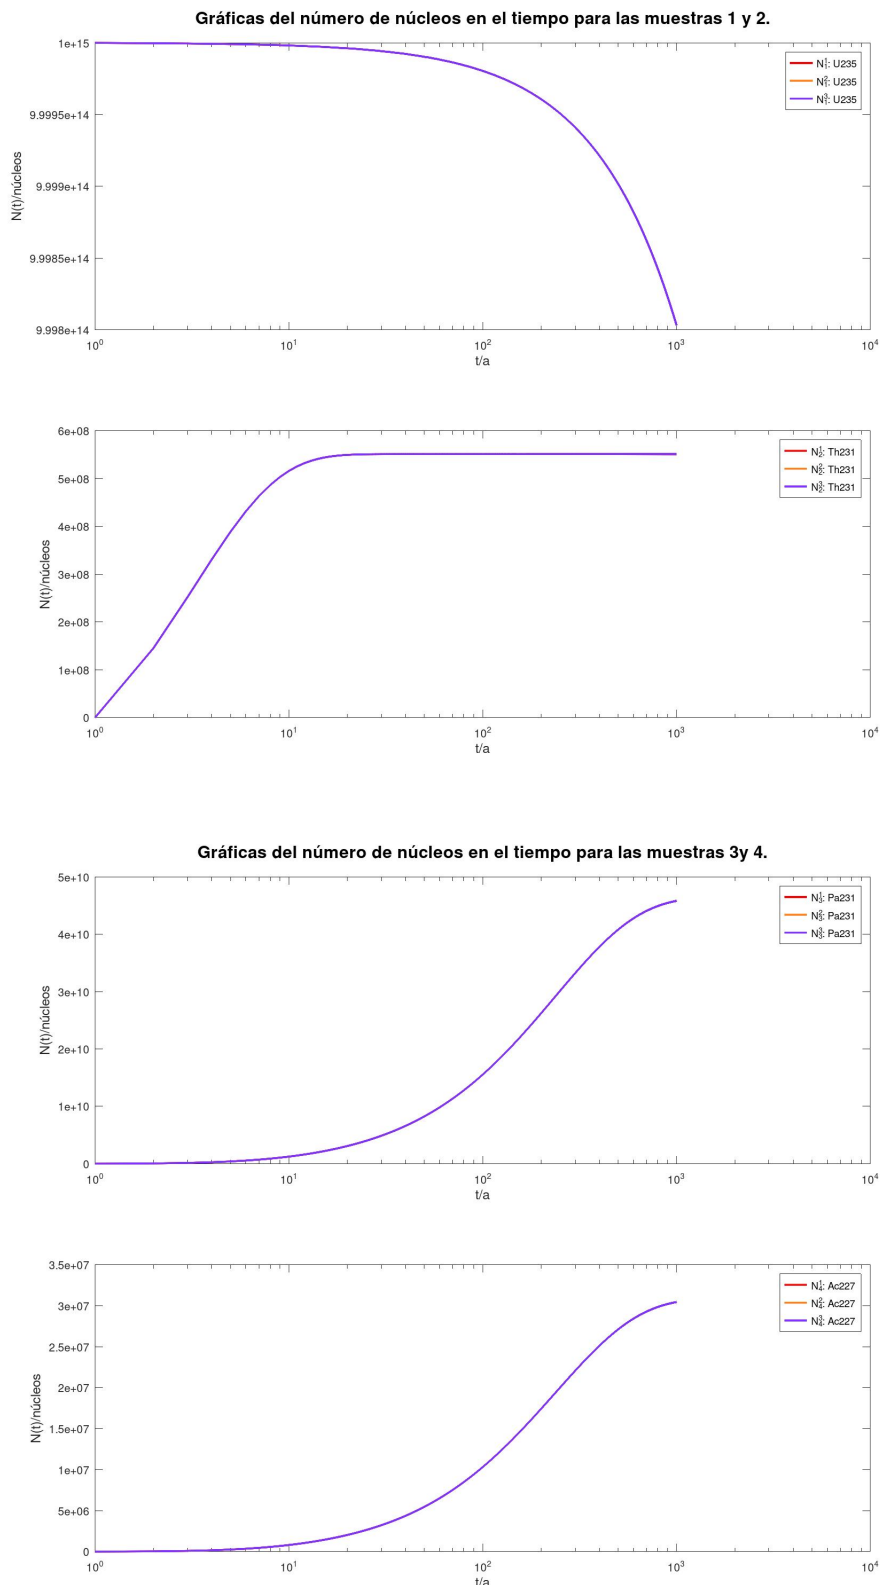 Gráficas del número de núcleos en el tiempo para las muestras 1 y 2.
1e+15
9.9995e+14
9.999e+14
9.9985e+14
9.998e+14
N(t)/núcleos
N₁¹: U235
N₁²: U235
N₁³: U235
10⁰ 10¹ 10² 10³ 10⁴
t/a
6e+08
5e+08
4e+08
3e+08
2e+08
1e+08
0
N(t)/núcleos
N₂¹: Th231
N₂²: Th231
N₂³: Th231
10⁰ 10¹ 10² 10³ 10⁴
t/a
Gráficas del número de núcleos en el tiempo para las muestras 3y 4.
5e+10
4e+10
3e+10
2e+10
1e+10
0
N(t)/núcleos
N₃¹: Pa231
N₃²: Pa231
N₃³: Pa231
10⁰ 10¹ 10² 10³ 10⁴
t/a
3.5e+07
3e+07
2.5e+07
2e+07
1.5e+07
1e+07
5e+06
0
N(t)/núcleos
N₄¹: Ac227
N₄²: Ac227
N₄³: Ac227
10⁰ 10¹ 10² 10³ 10⁴
t/a